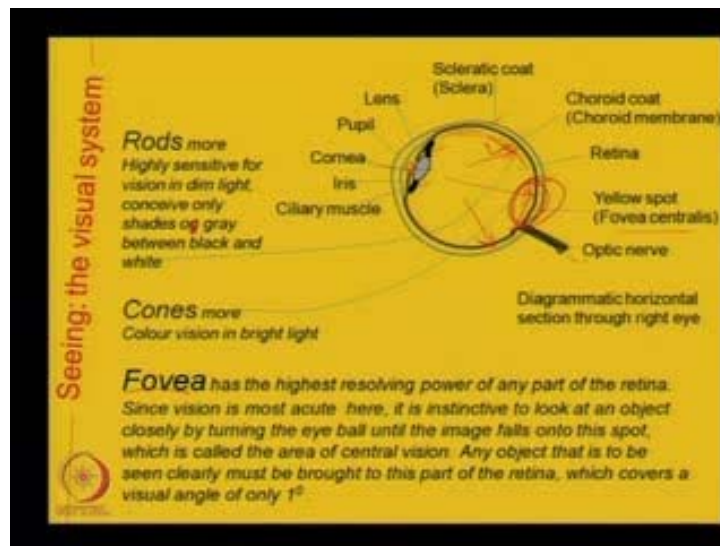 Seeing: the visual system
Scleratic coat
(Sclera)
Lens
Choroid coat
(Choroid membrane)
Pupil
Cornea
Retina
Iris
Yellow spot
(Fovea centralis)
Ciliary muscle
Optic nerve
Diagrammatic horizontal
section through right eye
Rods more
Highly sensitive for
vision in dim light,
conceive only
shades of gray
between black and
white
Cones more
Colour vision in bright light
Fovea has the highest resolving power of any part of the retina.
Since vision is most acute here, it is instinctive to look at an object
closely by turning the eye ball until the image falls onto this spot,
which is called the area of central vision. Any object that is to be
seen clearly must be brought to this part of the retina, which covers a
visual angle of only 1⁰